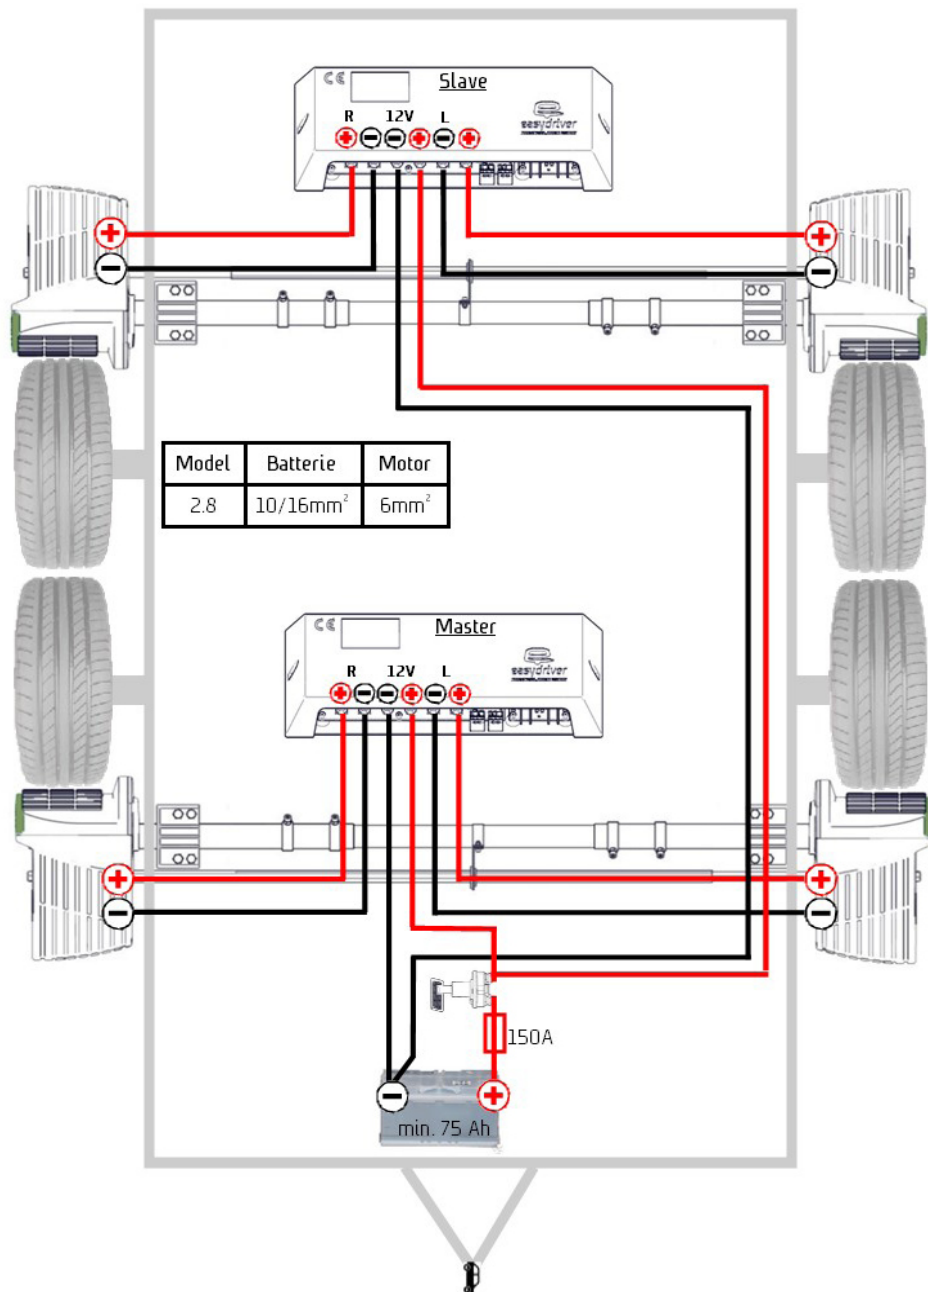 CE
Slave
easydriver
R 12V L
+ − − + − +
+
−
+
−
Model Batterie Motor
2.8 10/16mm² 6mm²
CE
Master
easydriver
R 12V L
+ − − + − +
+
−
+
−
150A
− +
min. 75 Ah